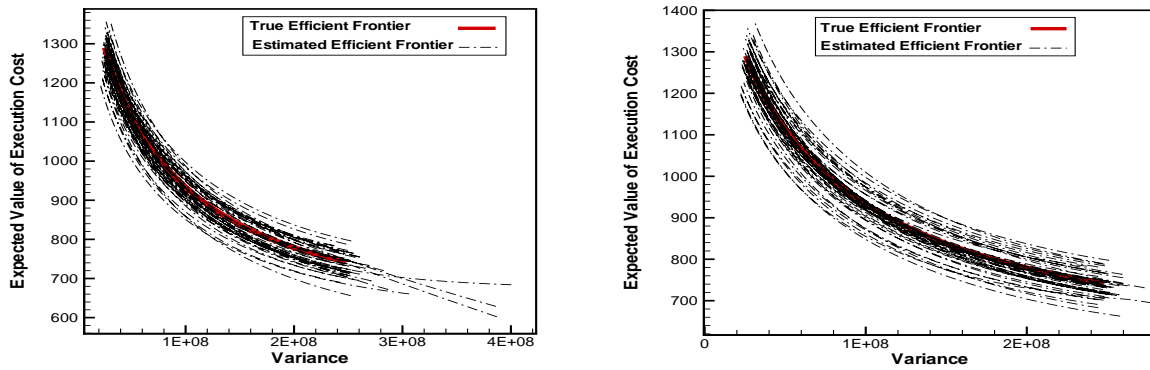 True Efficient Frontier
Estimated Efficient Frontier
Expected Value of Execution Cost
1300
1200
1100
1000
900
800
700
600
1E+08
2E+08
3E+08
4E+08
Variance
True Efficient Frontier
Estimated Efficient Frontier
Expected Value of Execution Cost
1400
1300
1200
1100
1000
900
800
700
0
1E+08
2E+08
Variance